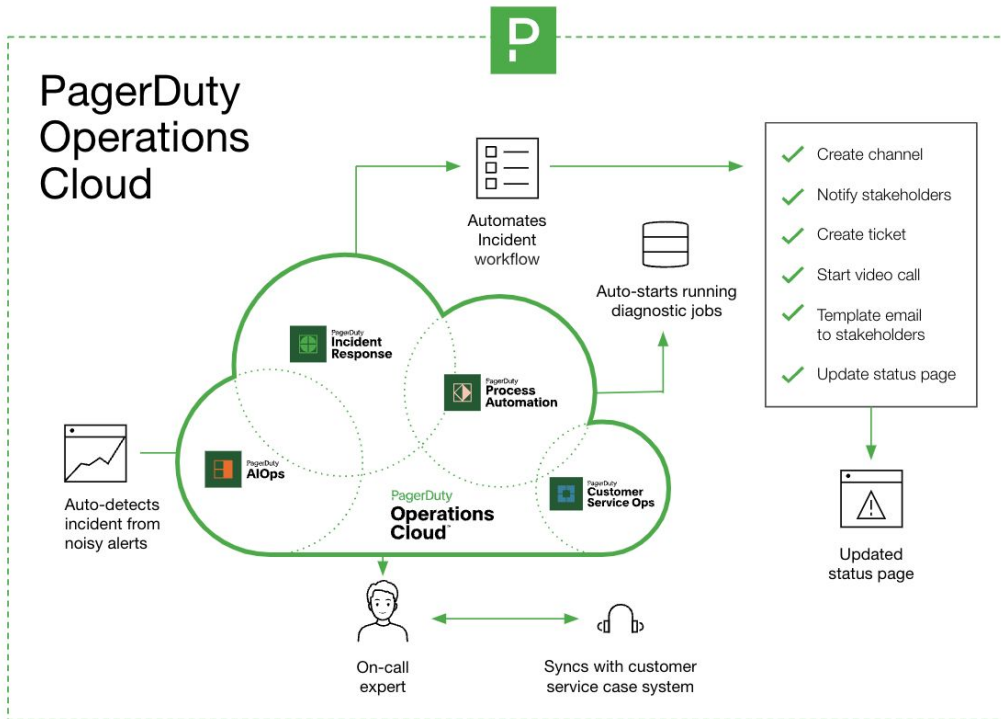 PagerDuty
Operations
Cloud
Automates
Incident
workflow
Auto-starts running
diagnostic jobs
Create channel
Notify stakeholders
Create ticket
Start video call
Template email
to stakeholders
Update status page
PagerDuty
Incident
Response
PagerDuty
Process
Automation
PagerDuty
AIOps
PagerDuty
Customer
Service Ops
PagerDuty
Operations
Cloud™
Auto-detects
incident from
noisy alerts
Updated
status page
On-call
expert
Syncs with customer
service case system